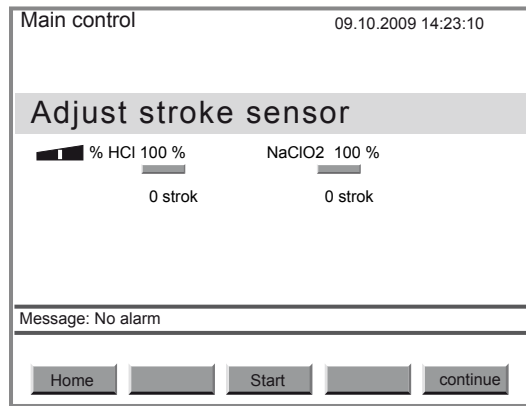 Main control 09.10.2009 14:23:10
Adjust stroke sensor
% HCl 100 % NaClO2 100 %
0 strok 0 strok
Message: No alarm
Home Start continue